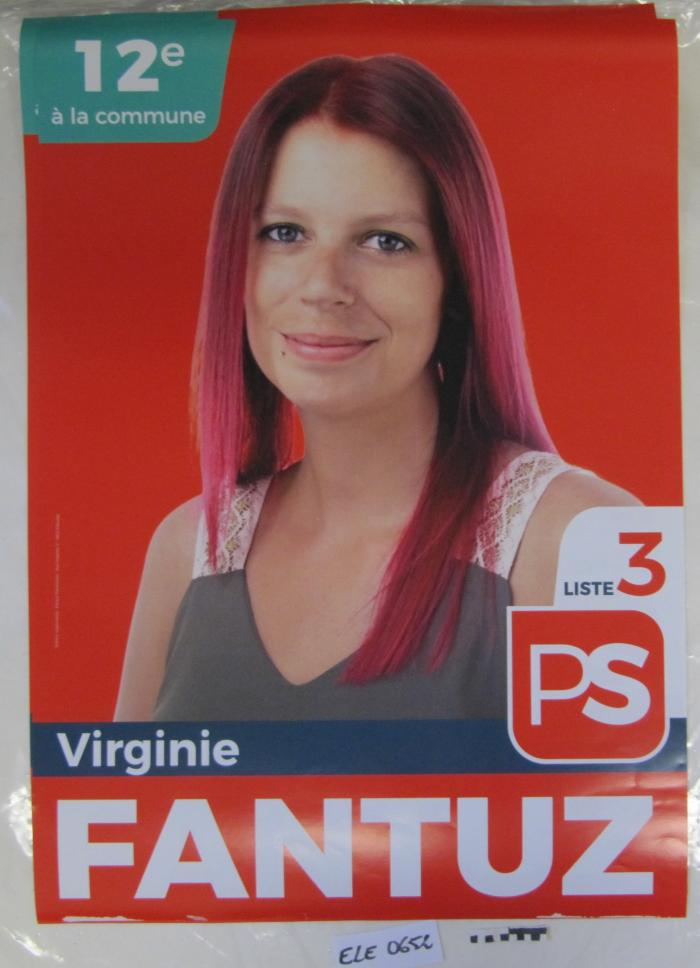 12e
à la commune
LISTE 3
PS
Virginie
FANTUZ
ELE 0652